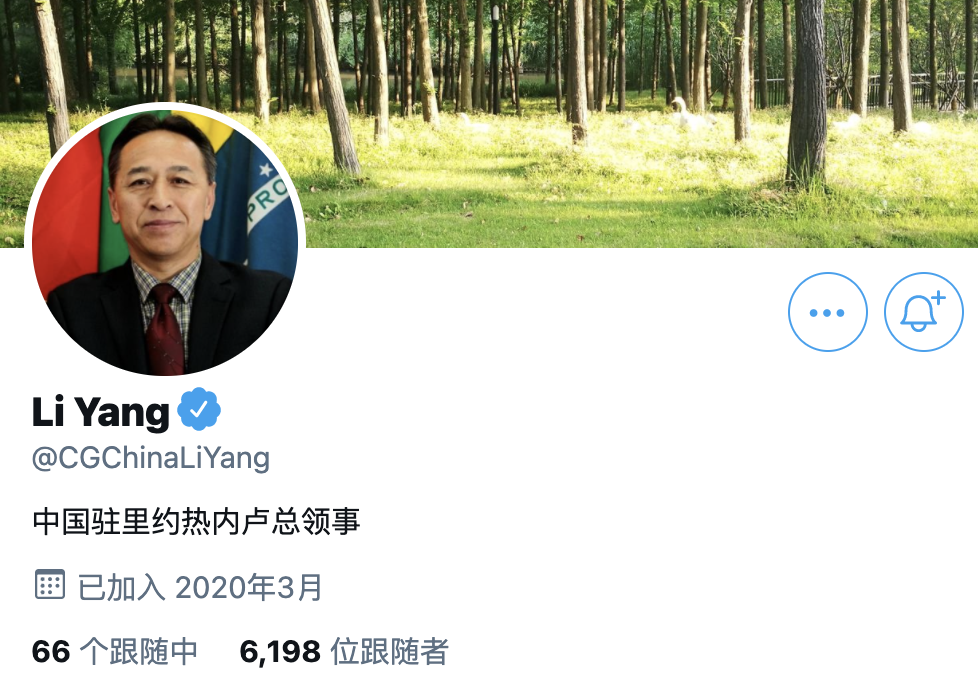 PRO
Li Yang
@CGChinaLiYang
中国驻里约热内卢总领事
已加入 2020年3月
66 个跟随中 6,198 位跟随者